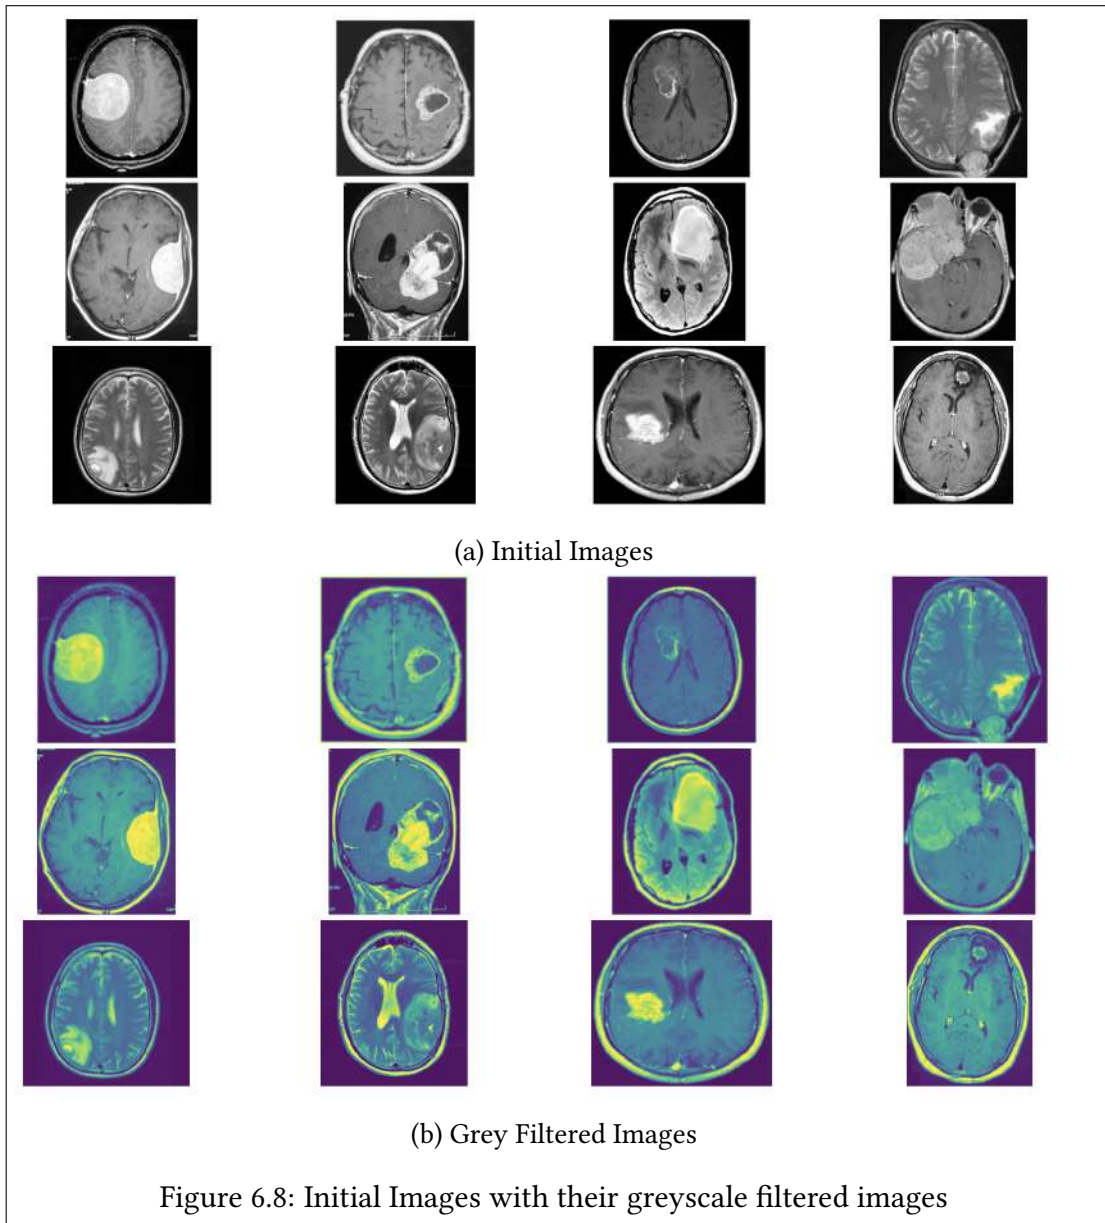 (a) Initial Images
(b) Grey Filtered Images
Figure 6.8: Initial Images with their greyscale filtered images